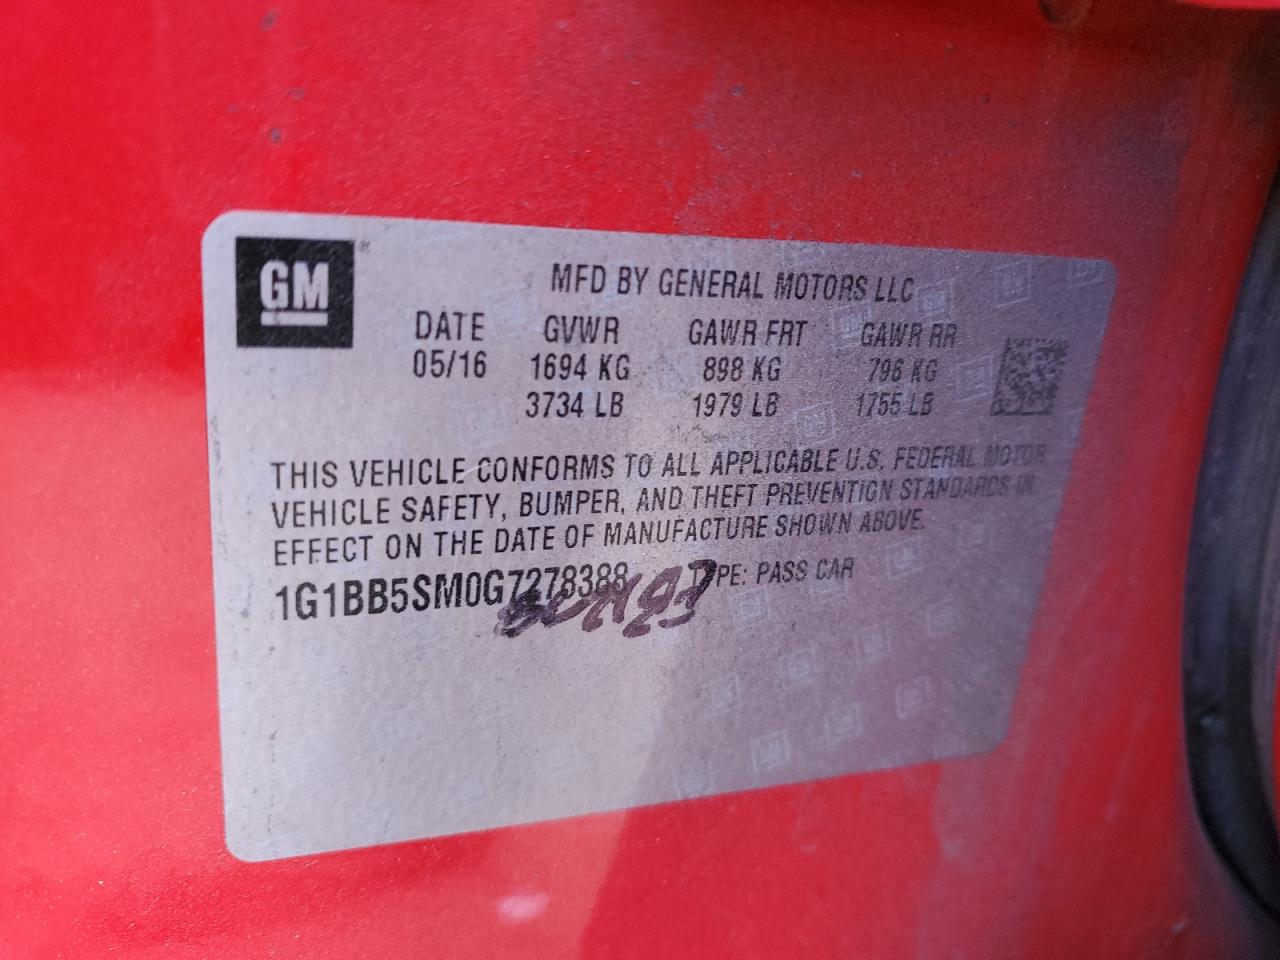 GM®
MFD BY GENERAL MOTORS LLC
DATE GVWR GAWR FRT GAWR RR
05/16 1694 KG 898 KG 796 KG
3734 LB 1979 LB 1755 LB
THIS VEHICLE CONFORMS TO ALL APPLICABLE U.S. FEDERAL MOTOR
VEHICLE SAFETY, BUMPER, AND THEFT PREVENTION STANDARDS IN
EFFECT ON THE DATE OF MANUFACTURE SHOWN ABOVE.
1G1BB5SM0G7278388 TYPE: PASS CAR